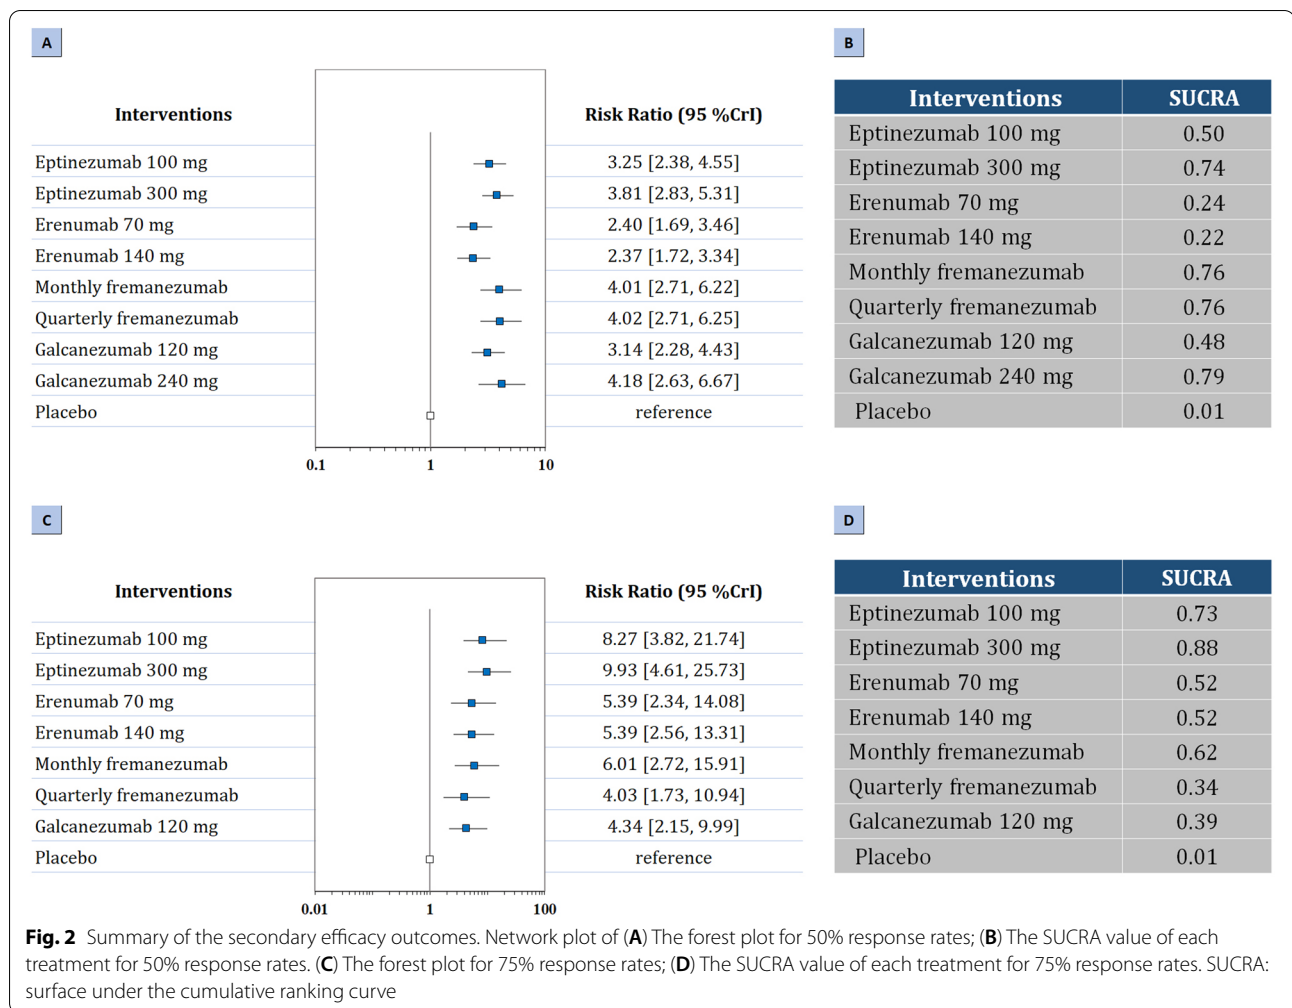 A
Interventions Risk Ratio (95 %CrI)
Eptinezumab 100 mg 3.25 [2.38, 4.55]
Eptinezumab 300 mg 3.81 [2.83, 5.31]
Erenumab 70 mg 2.40 [1.69, 3.46]
Erenumab 140 mg 2.37 [1.72, 3.34]
Monthly fremanezumab 4.01 [2.71, 6.22]
Quarterly fremanezumab 4.02 [2.71, 6.25]
Galcanezumab 120 mg 3.14 [2.28, 4.43]
Galcanezumab 240 mg 4.18 [2.63, 6.67]
Placebo reference
0.1 1 10
B
Interventions SUCRA
Eptinezumab 100 mg 0.50
Eptinezumab 300 mg 0.74
Erenumab 70 mg 0.24
Erenumab 140 mg 0.22
Monthly fremanezumab 0.76
Quarterly fremanezumab 0.76
Galcanezumab 120 mg 0.48
Galcanezumab 240 mg 0.79
Placebo 0.01
C
Interventions Risk Ratio (95 %CrI)
Eptinezumab 100 mg 8.27 [3.82, 21.74]
Eptinezumab 300 mg 9.93 [4.61, 25.73]
Erenumab 70 mg 5.39 [2.34, 14.08]
Erenumab 140 mg 5.39 [2.56, 13.31]
Monthly fremanezumab 6.01 [2.72, 15.91]
Quarterly fremanezumab 4.03 [1.73, 10.94]
Galcanezumab 120 mg 4.34 [2.15, 9.99]
Placebo reference
0.01 1 100
D
Interventions SUCRA
Eptinezumab 100 mg 0.73
Eptinezumab 300 mg 0.88
Erenumab 70 mg 0.52
Erenumab 140 mg 0.52
Monthly fremanezumab 0.62
Quarterly fremanezumab 0.34
Galcanezumab 120 mg 0.39
Placebo 0.01
Fig. 2 Summary of the secondary efficacy outcomes. Network plot of (A) The forest plot for 50% response rates; (B) The SUCRA value of each
treatment for 50% response rates. (C) The forest plot for 75% response rates; (D) The SUCRA value of each treatment for 75% response rates. SUCRA:
surface under the cumulative ranking curve